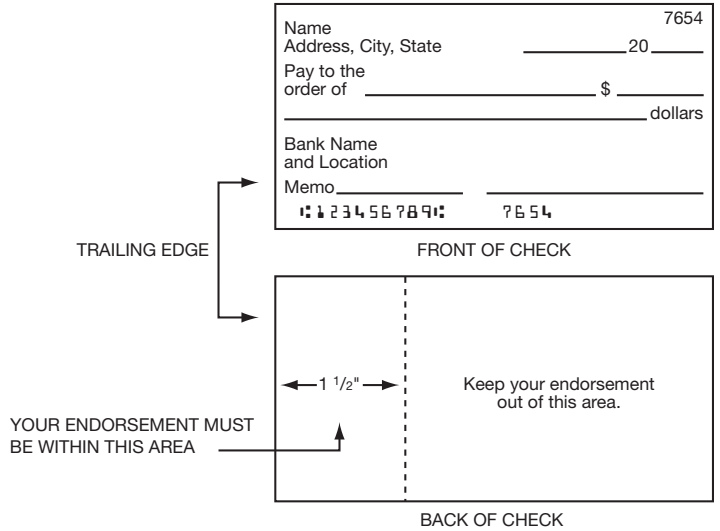 7654
Name
Address, City, State 20
Pay to the
order of $
dollars
Bank Name
and Location
Memo
⑆123456789⑆ 7654
TRAILING EDGE
FRONT OF CHECK
1 1/2"
Keep your endorsement
out of this area.
YOUR ENDORSEMENT MUST
BE WITHIN THIS AREA
BACK OF CHECK